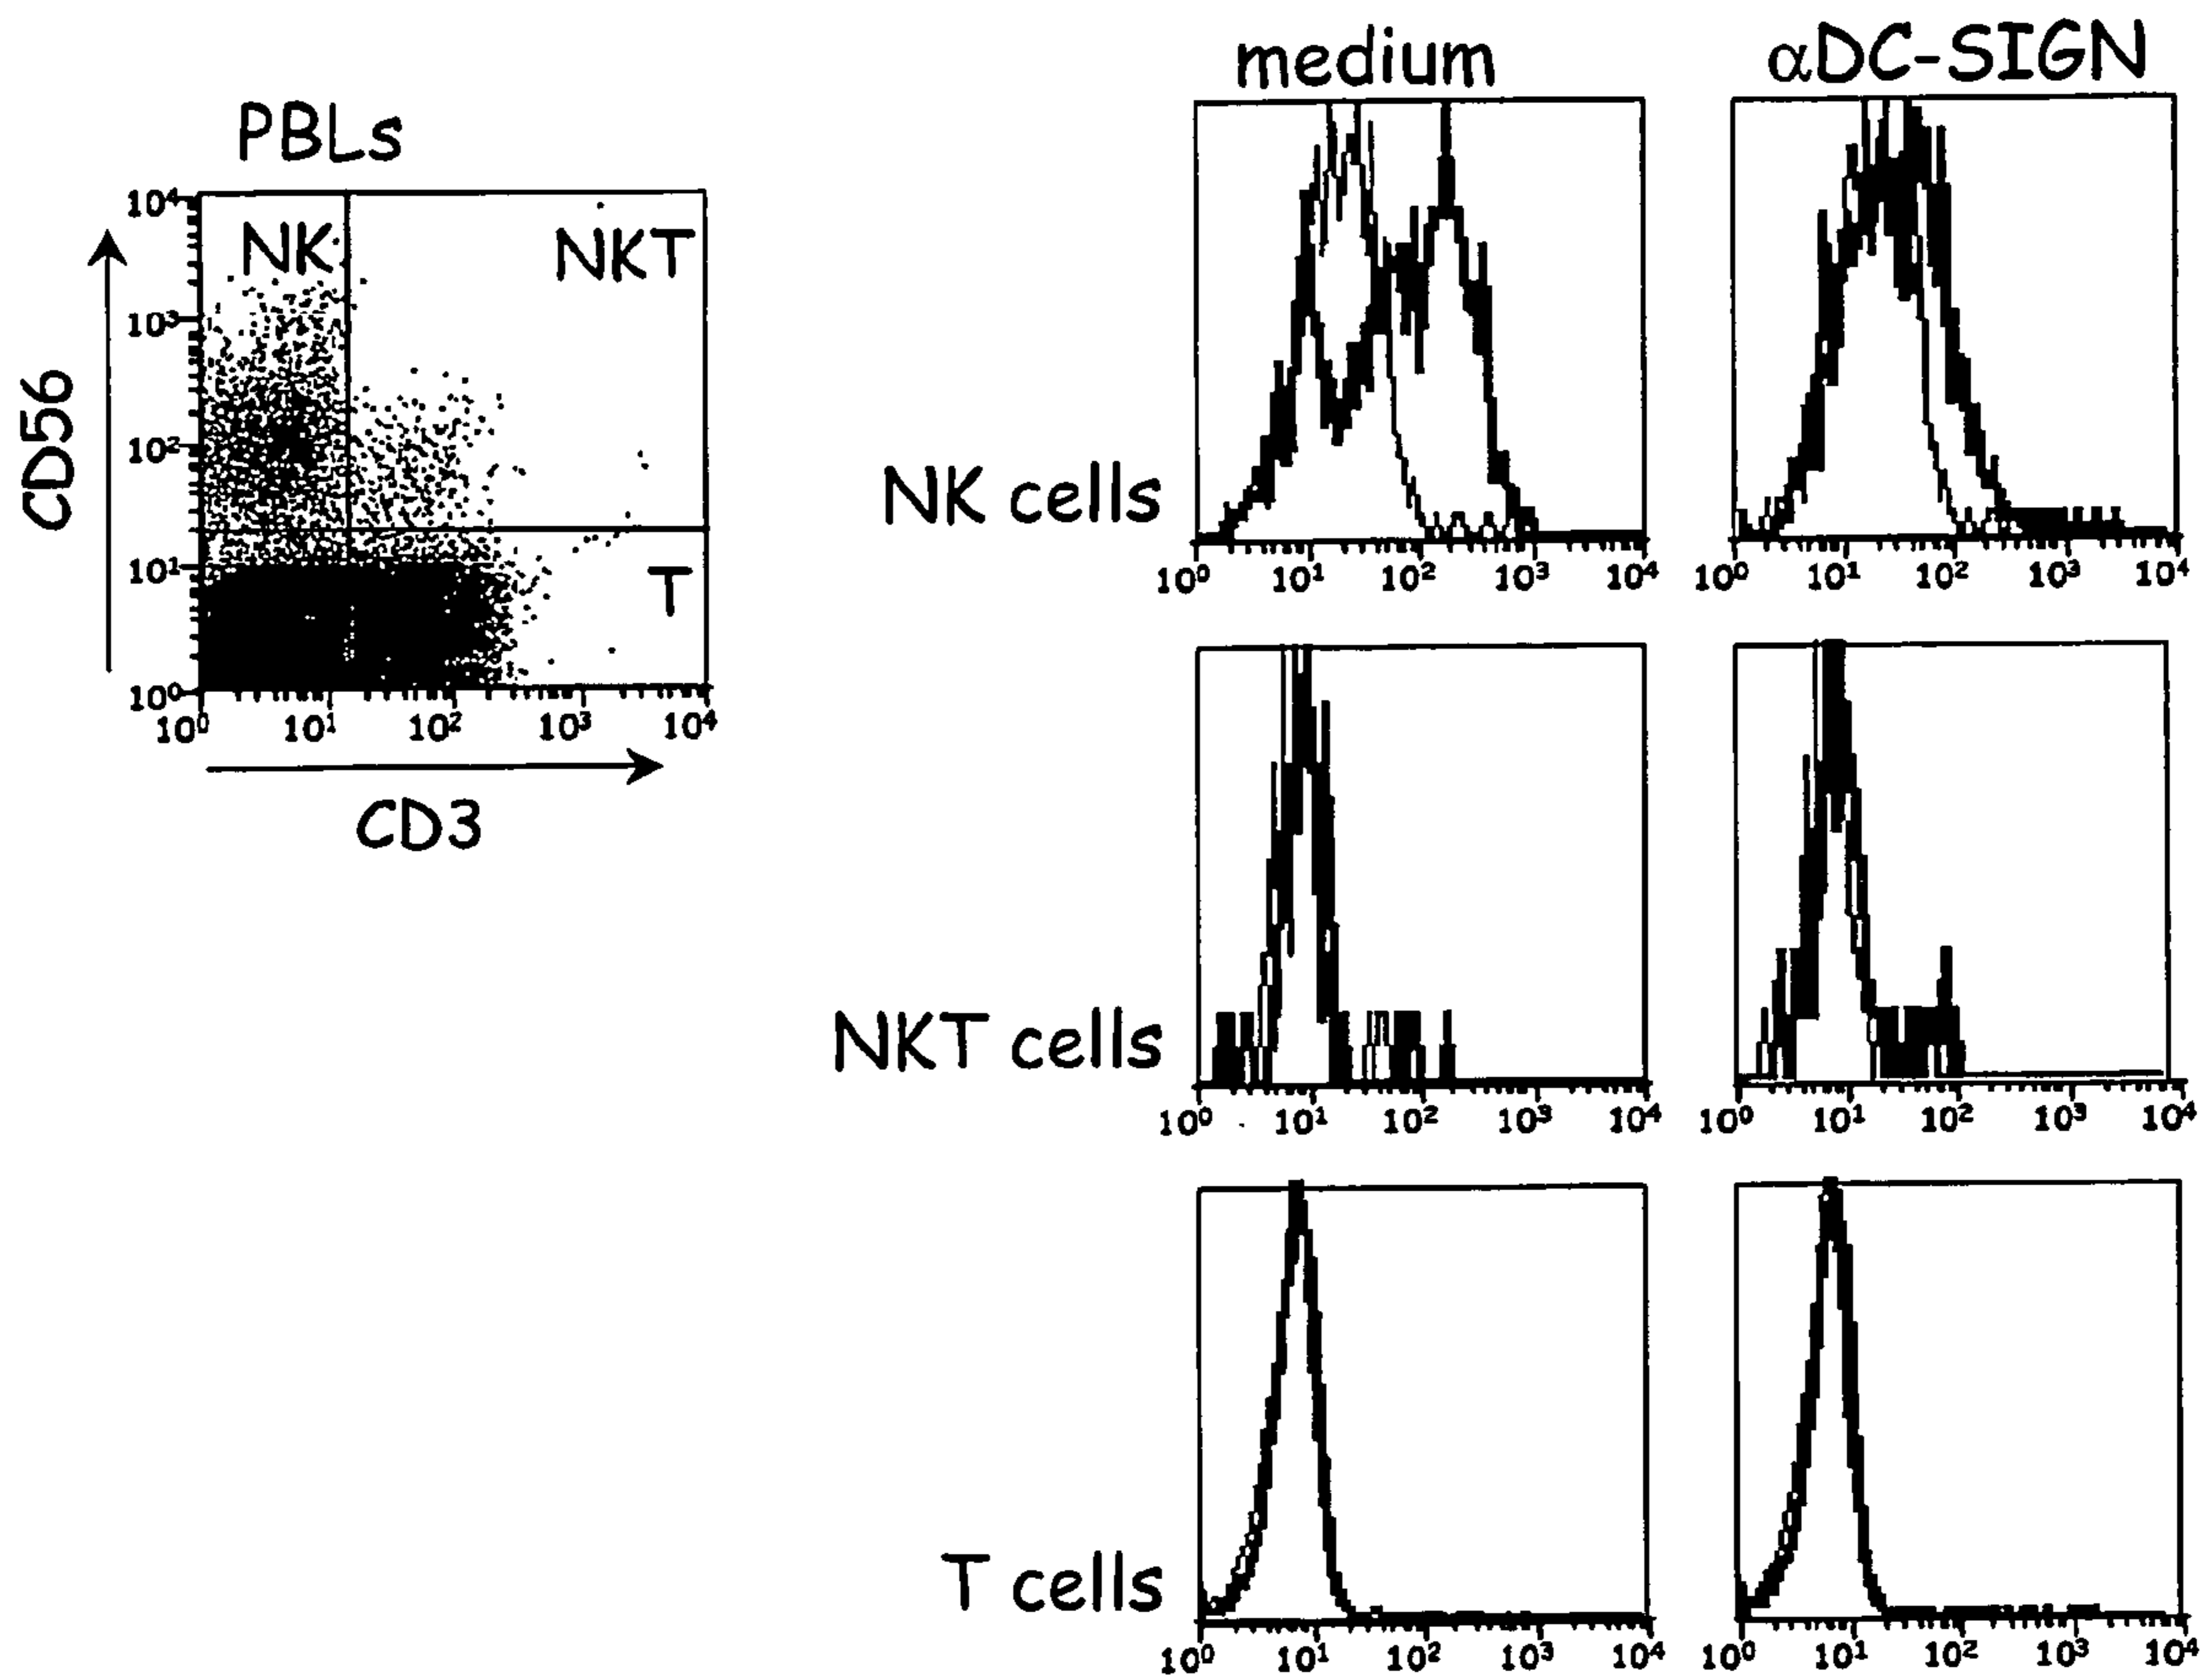 PBLs
10⁴
10³
10²
10¹
10⁰
NK
NKT
T
CD56
10⁰ 10¹ 10² 10³ 10⁴
CD3
medium
αDC-SIGN
NK cells
10⁰ 10¹ 10² 10³ 10⁴
10⁰ 10¹ 10² 10³ 10⁴
NKT cells
10⁰ 10¹ 10² 10³ 10⁴
10⁰ 10¹ 10² 10³ 10⁴
T cells
10⁰ 10¹ 10² 10³ 10⁴
10⁰ 10¹ 10² 10³ 10⁴